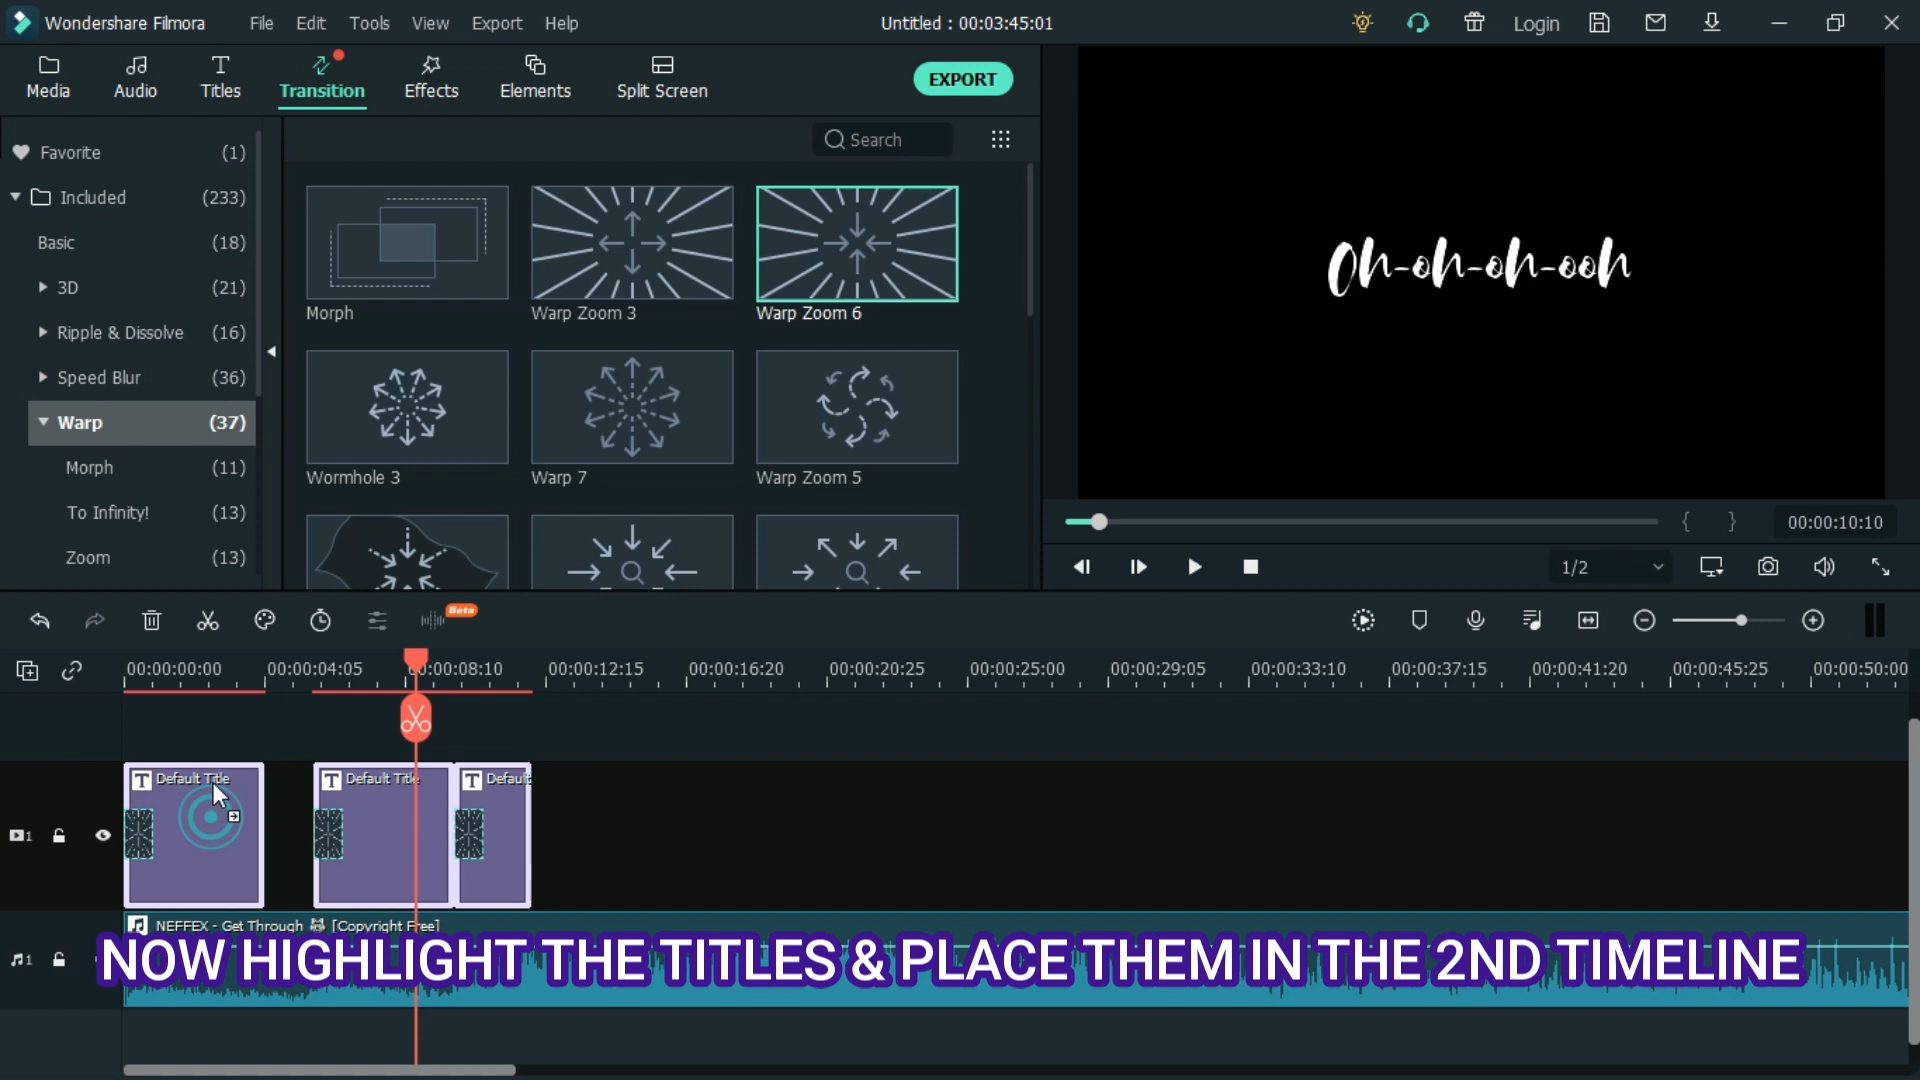 Wondershare Filmora File Edit Tools View Export Help Untitled : 00:03:45:01 Login
Media Audio Titles Transition Effects Elements Split Screen EXPORT
Search
Favorite (1)
Included (233)
Basic (18)
3D (21)
Ripple & Dissolve (16)
Speed Blur (36)
Warp (37)
Morph (11)
To Infinity! (13)
Zoom (13)
Morph Warp Zoom 3 Warp Zoom 6
Wormhole 3 Warp 7 Warp Zoom 5
Oh-oh-oh-ooh
00:00:10:10
1/2
Beta
00:00:00:00 00:00:04:05 00:00:08:10 00:00:12:15 00:00:16:20 00:00:20:25 00:00:25:00 00:00:29:05 00:00:33:10 00:00:37:15 00:00:41:20 00:00:45:25 00:00:50:00
T Default Title T Default Title T Default
1
NEFFEX - Get Through [Copyright Free]
1
NOW HIGHLIGHT THE TITLES & PLACE THEM IN THE 2ND TIMELINE